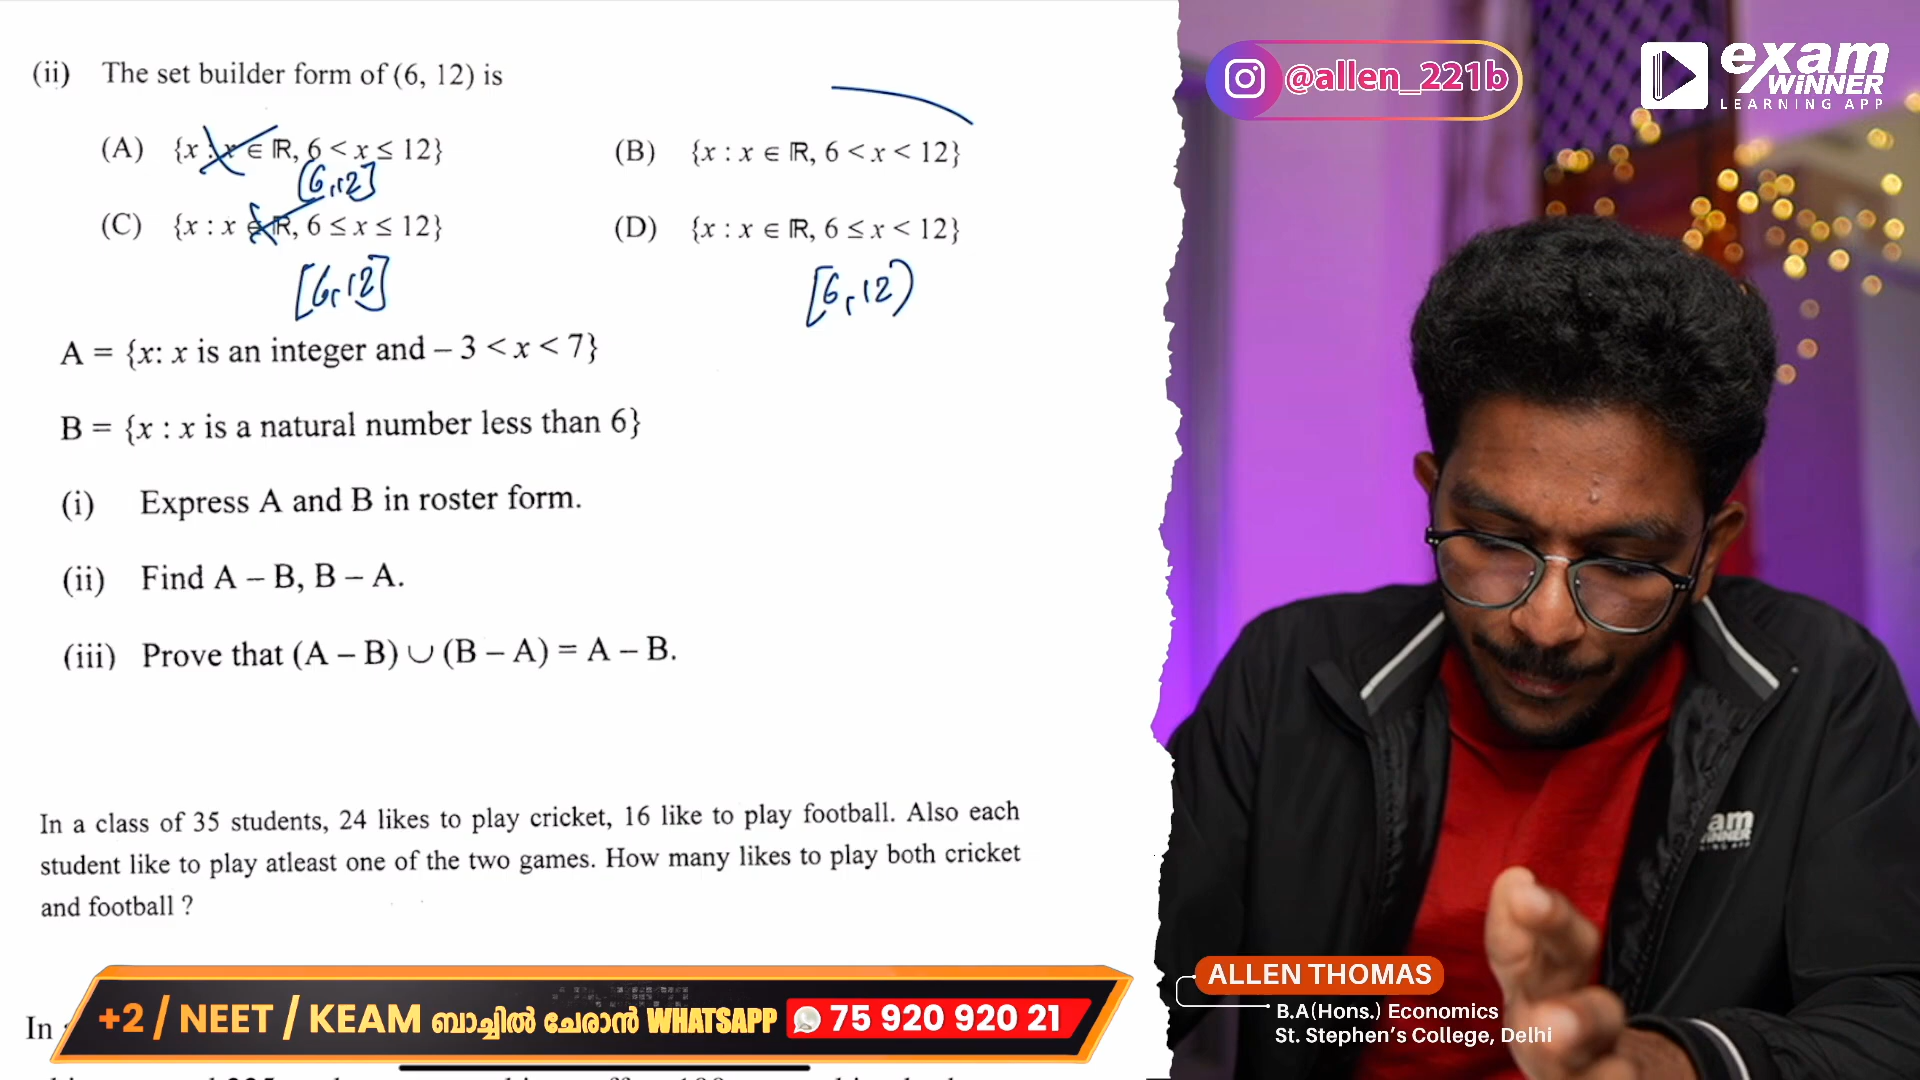 (ii) The set builder form of (6, 12) is
(A) {x : x ∈ ℝ, 6 < x ≤ 12}
(B) {x : x ∈ ℝ, 6 < x < 12}
(6,12]
(C) {x : x ∈ ℝ, 6 ≤ x ≤ 12}
(D) {x : x ∈ ℝ, 6 ≤ x < 12}
[6,12]
[6,12)
A = {x: x is an integer and – 3 < x < 7}
B = {x : x is a natural number less than 6}
(i) Express A and B in roster form.
(ii) Find A – B, B – A.
(iii) Prove that (A – B) ∪ (B – A) = A – B.
In a class of 35 students, 24 likes to play cricket, 16 like to play football. Also each
student like to play atleast one of the two games. How many likes to play both cricket
and football ?
In
+2 / NEET / KEAM ബാച്ചിൽ ചേരാൻ WHATSAPP 75 920 920 21
@allen_221b
exam
WINNER
LEARNING APP
am
ALLEN THOMAS
B.A(Hons.) Economics
St. Stephen's College, Delhi